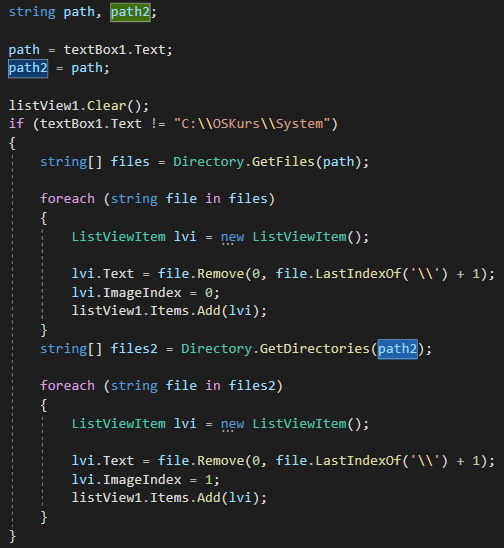 string path, path2;
path = textBox1.Text;
path2 = path;
listView1.Clear();
if (textBox1.Text != "C:\\OSKurs\\System")
{
string[] files = Directory.GetFiles(path);
foreach (string file in files)
{
ListViewItem lvi = new ListViewItem();
lvi.Text = file.Remove(0, file.LastIndexOf('\\') + 1);
lvi.ImageIndex = 0;
listView1.Items.Add(lvi);
}
string[] files2 = Directory.GetDirectories(path2);
foreach (string file in files2)
{
ListViewItem lvi = new ListViewItem();
lvi.Text = file.Remove(0, file.LastIndexOf('\\') + 1);
lvi.ImageIndex = 1;
listView1.Items.Add(lvi);
}
}